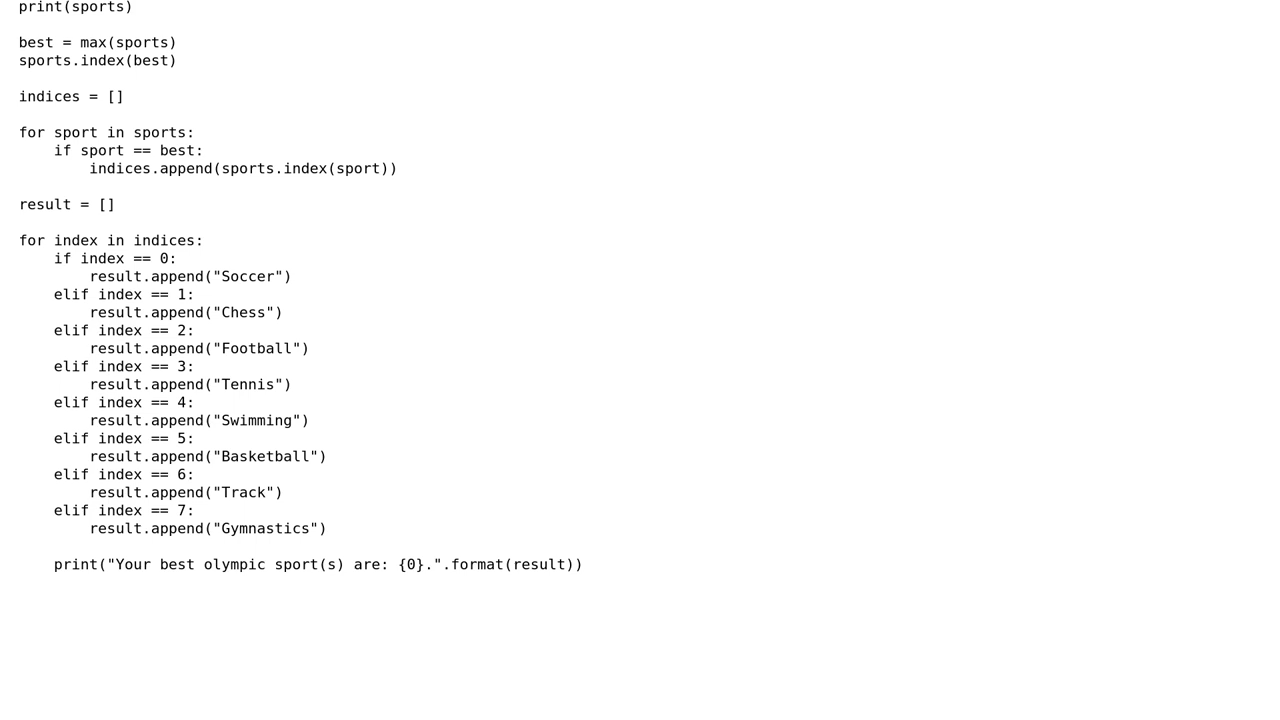 print(sports)

best = max(sports)
sports.index(best)

indices = []

for sport in sports:
    if sport == best:
        indices.append(sports.index(sport))

result = []

for index in indices:
    if index == 0:
        result.append("Soccer")
    elif index == 1:
        result.append("Chess")
    elif index == 2:
        result.append("Football")
    elif index == 3:
        result.append("Tennis")
    elif index == 4:
        result.append("Swimming")
    elif index == 5:
        result.append("Basketball")
    elif index == 6:
        result.append("Track")
    elif index == 7:
        result.append("Gymnastics")

    print("Your best olympic sport(s) are: {0}.".format(result))